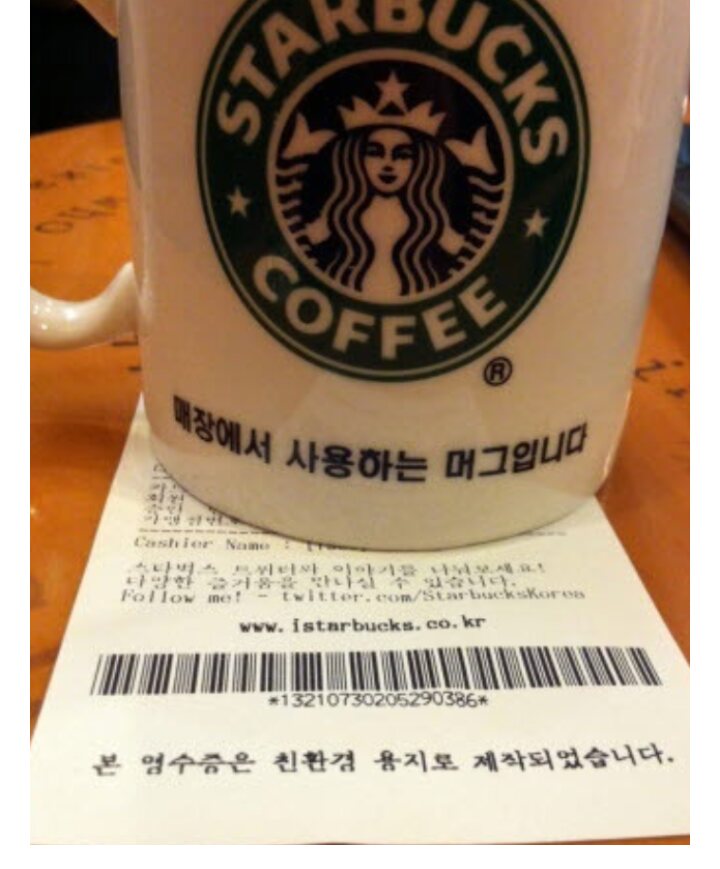 STARBUCKS
COFFEE
®
매장에서 사용하는 머그입니다
Cashier Name :
스타벅스 트위터와 이야기를 나눠보세요!
다양한 즐거움을 만나실 수 있습니다.
Follow me! - twitter.com/StarbucksKorea
www.istarbucks.co.kr
*13210730205290386*
본 영수증은 친환경 용지로 제작되었습니다.